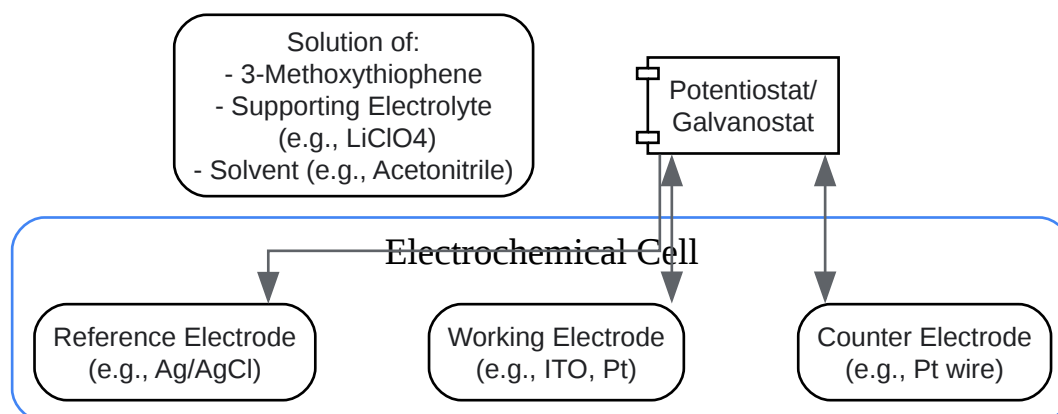 Solution of:
- 3-Methoxythiophene
- Supporting Electrolyte
(e.g., LiClO4)
- Solvent (e.g., Acetonitrile)
Potentiostat/
Galvanostat
Electrochemical Cell
Reference Electrode
(e.g., Ag/AgCl)
Working Electrode
(e.g., ITO, Pt)
Counter Electrode
(e.g., Pt wire)